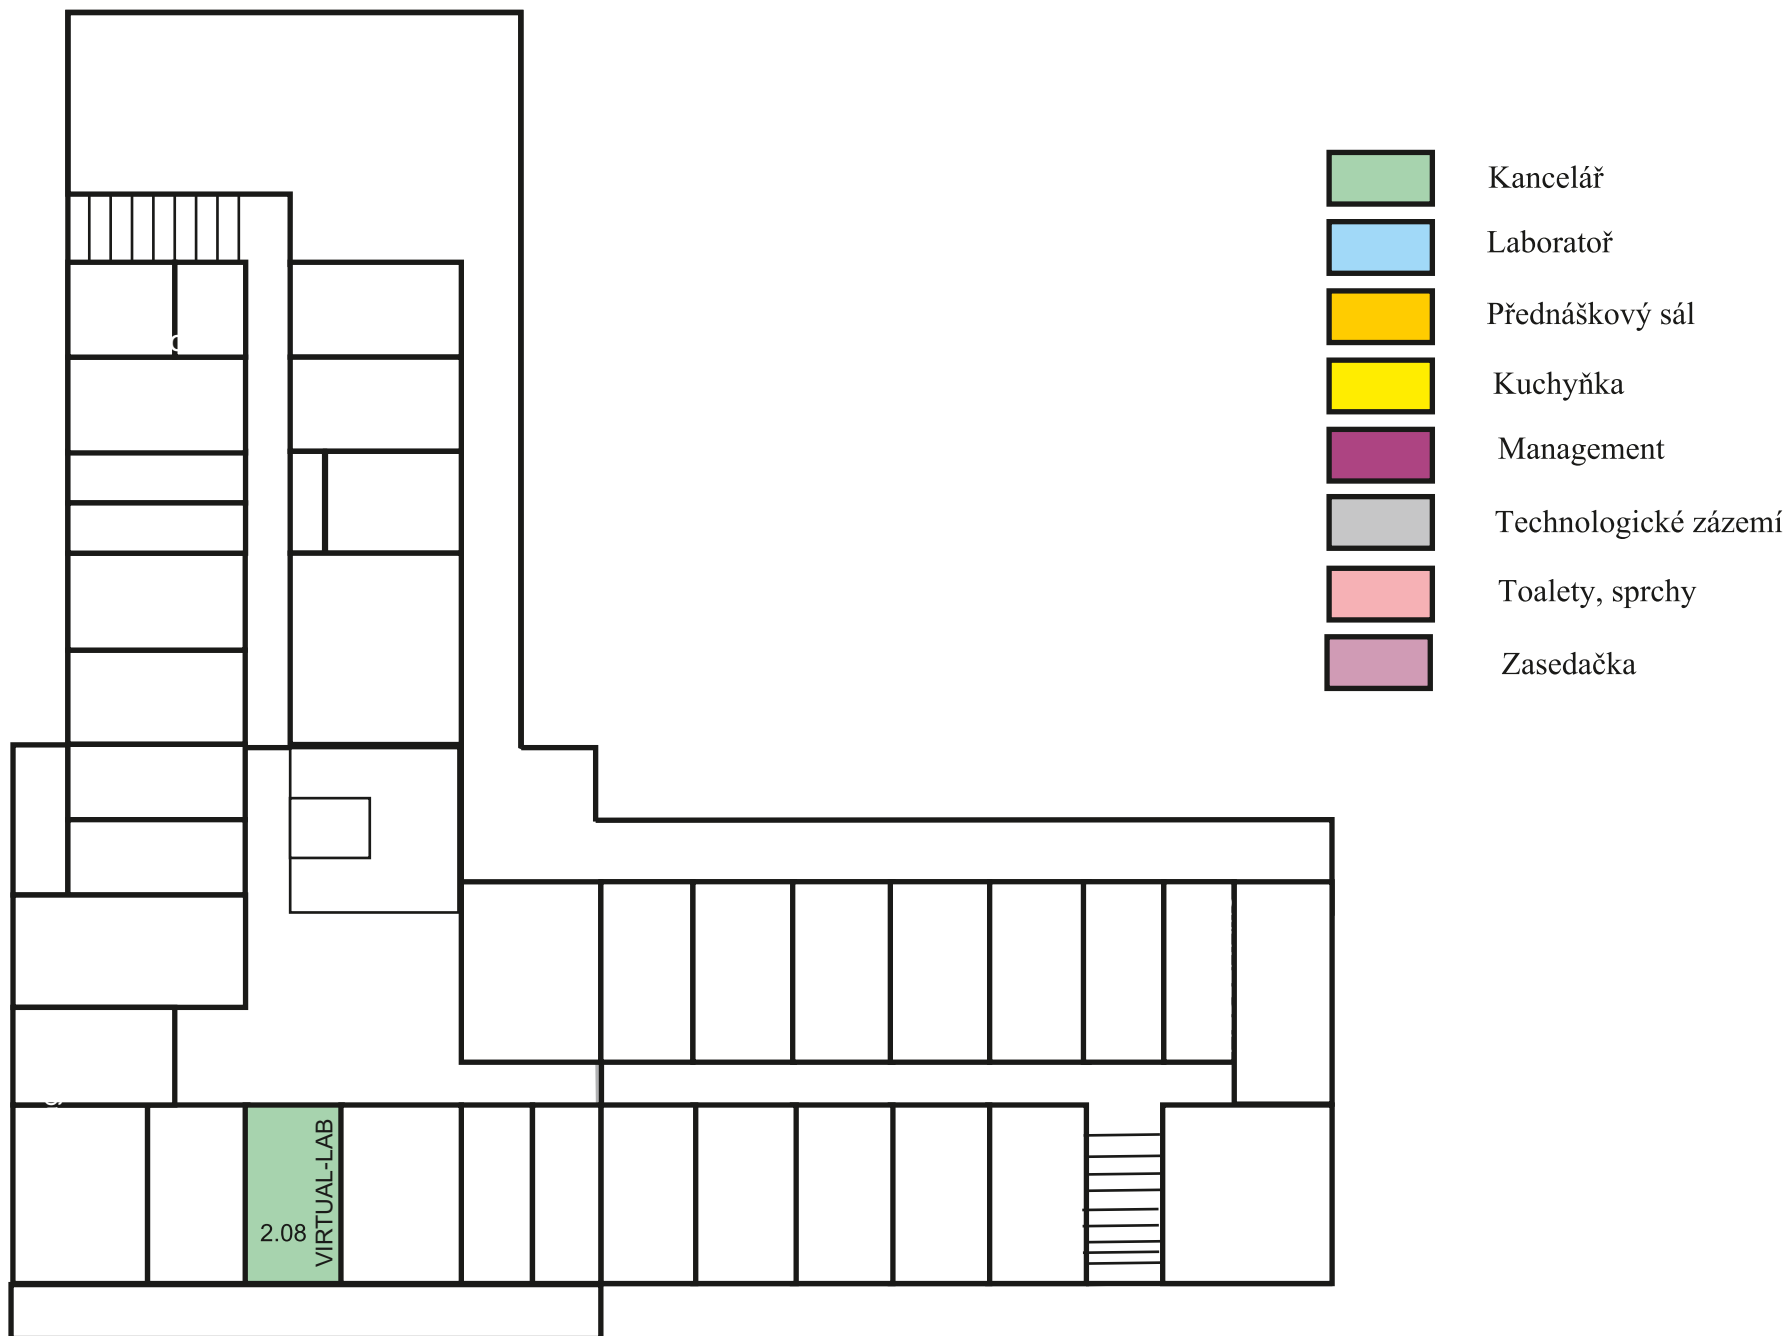 Kancelář
Laboratoř
Přednáškový sál
Kuchyňka
Management
Technologické zázemí
Toalety, sprchy
Zasedačka
2.08
VIRTUAL-LAB